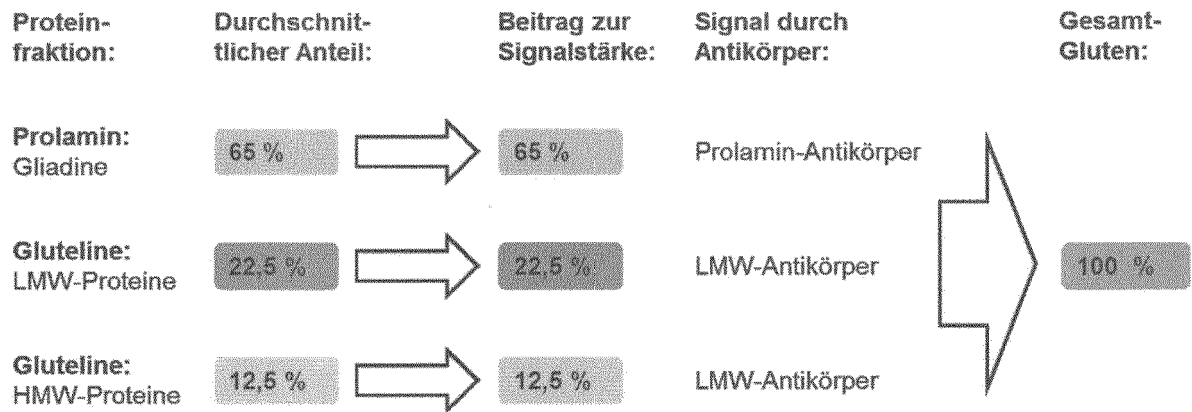 Protein-
fraktion:
Durchschnit-
tlicher Anteil:
Beitrag zur
Signalstärke:
Signal durch
Antikörper:
Gesamt-
Gluten:
Prolamin:
Gliadine
65 %
65 %
Prolamin-Antikörper
Gluteline:
LMW-Proteine
22,5 %
22,5 %
LMW-Antikörper
100 %
Gluteline:
HMW-Proteine
12,5 %
12,5 %
LMW-Antikörper